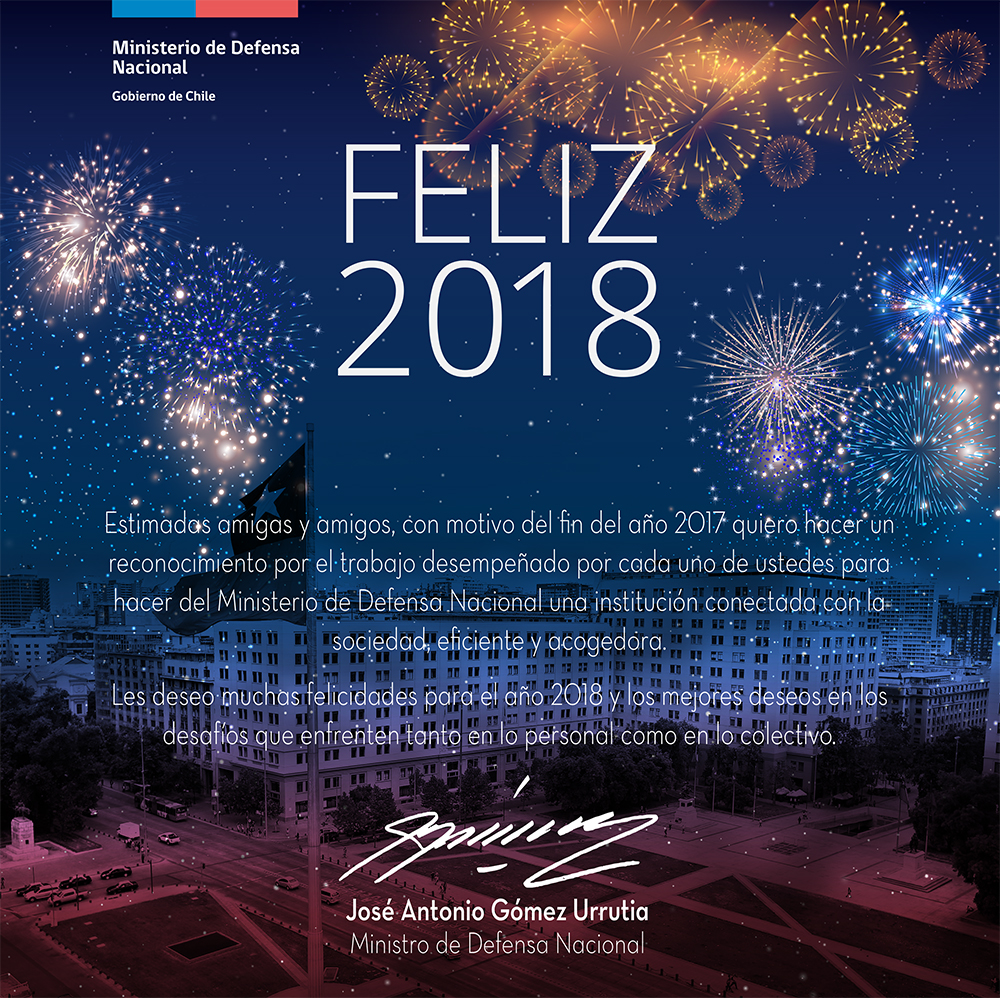 Ministerio de Defensa
Nacional
Gobierno de Chile
FELIZ
2018
Estimadas amigas y amigos, con motivo del fin del año 2017 quiero hacer un
reconocimiento por el trabajo desempeñado por cada uno de ustedes para
hacer del Ministerio de Defensa Nacional una institución conectada con la
sociedad, eficiente y acogedora.
Les deseo muchas felicidades para el año 2018 y los mejores deseos en los
desafíos que enfrenten tanto en lo personal como en lo colectivo.
José Antonio Gómez Urrutia
Ministro de Defensa Nacional